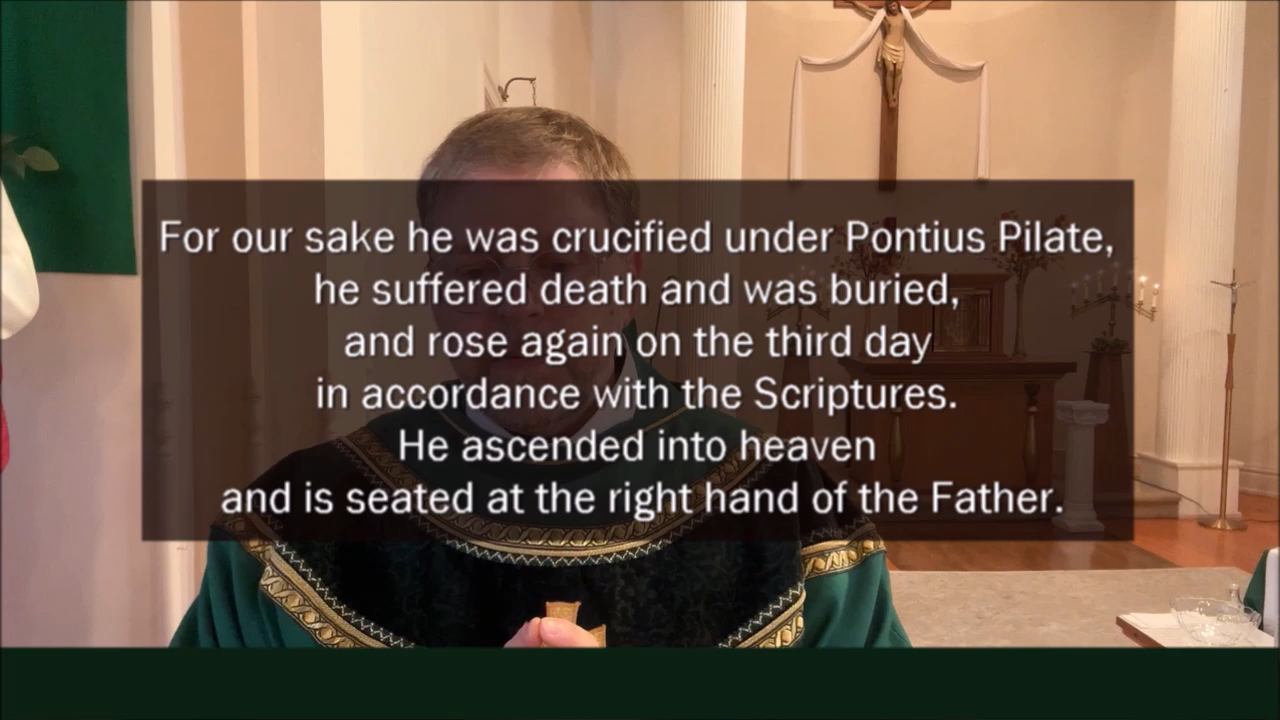 For our sake he was crucified under Pontius Pilate,
he suffered death and was buried,
and rose again on the third day
in accordance with the Scriptures.
He ascended into heaven
and is seated at the right hand of the Father.